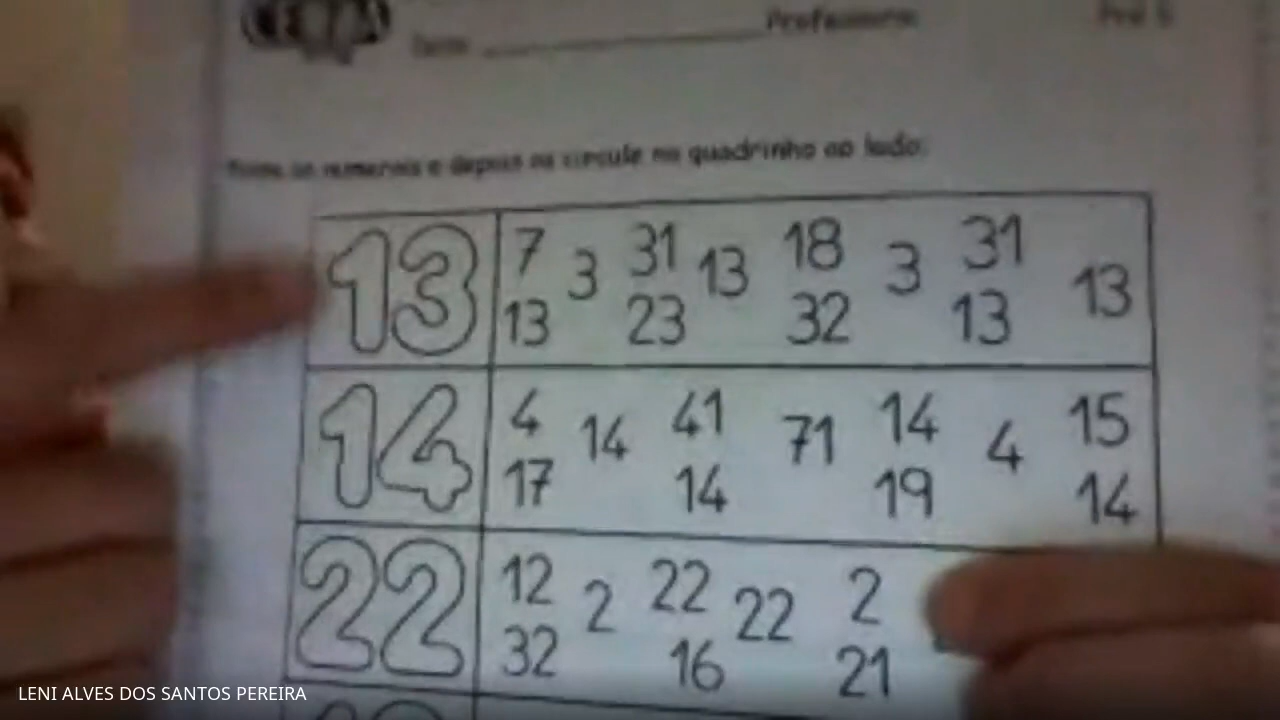 Professora:
Pinte os numerais e depois os circule no quadrinho ao lado:
13 7 3 31 13 18 3 31 13
13 23 32 13
14 4 14 41 71 14 4 15
17 14 19 14
22 12 2 22 22 2
32 16 21
LENI ALVES DOS SANTOS PEREIRA